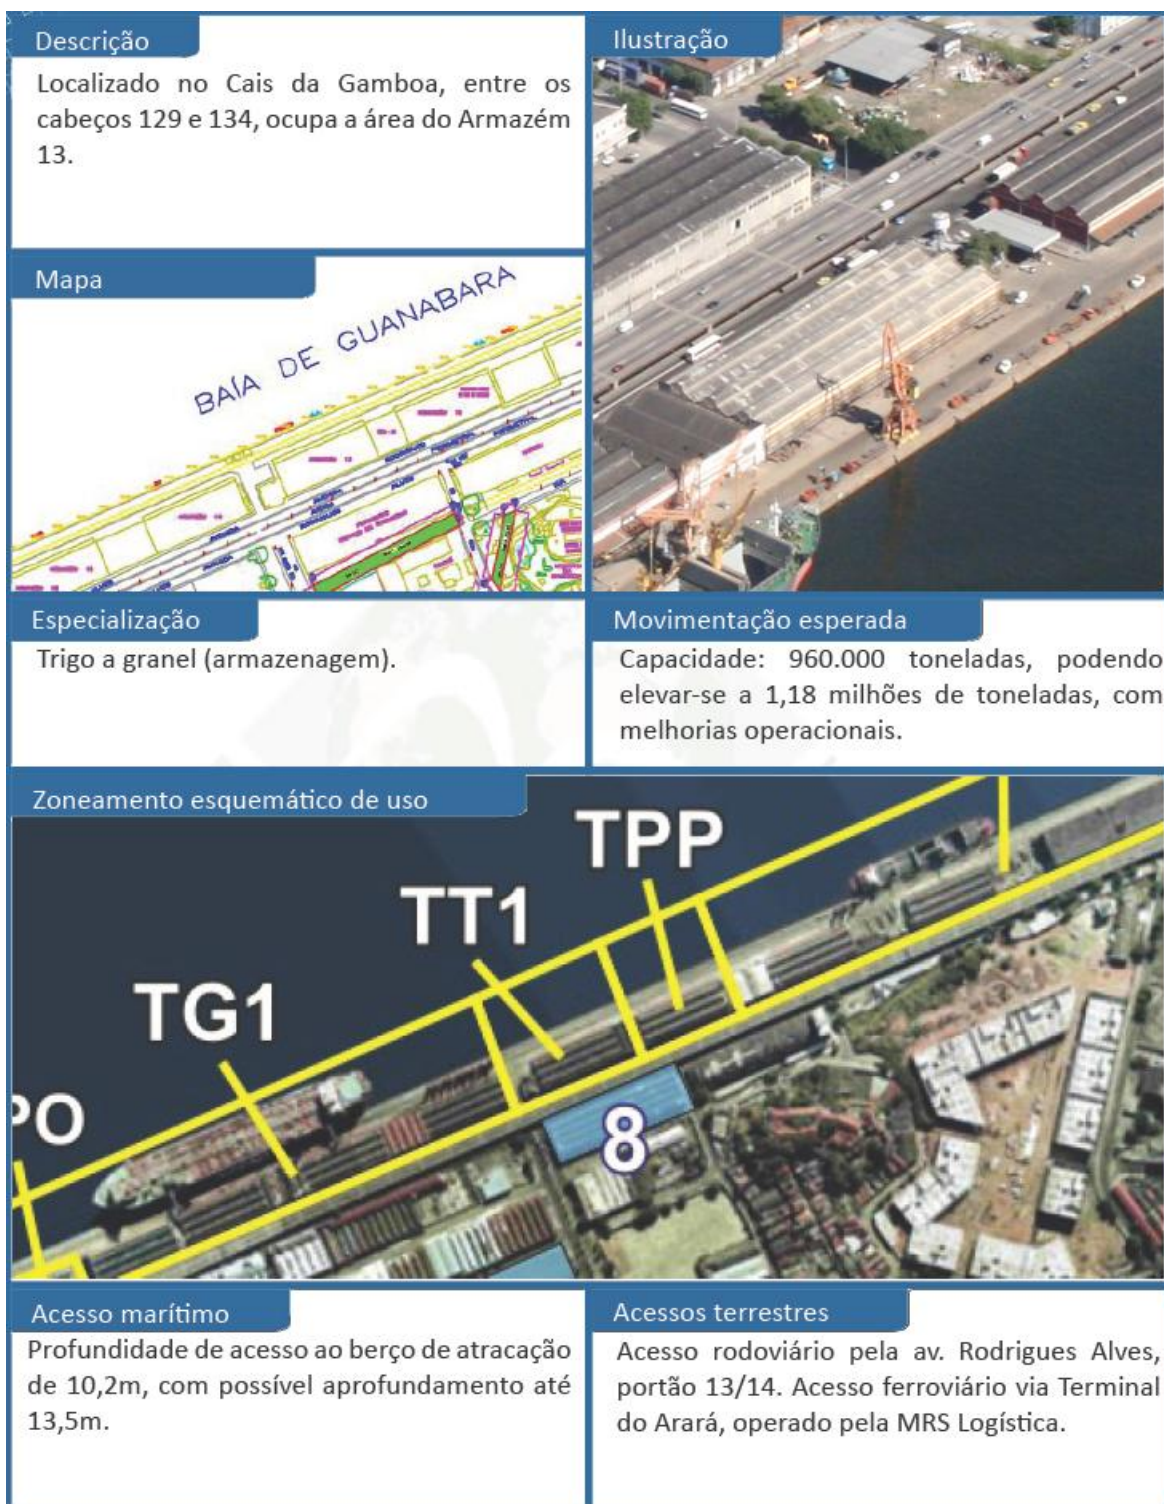 Descrição
Localizado no Cais da Gamboa, entre os
cabeços 129 e 134, ocupa a área do Armazém
13.
Ilustração
Mapa
BAÍA DE GUANABARA
Especialização
Trigo a granel (armazenagem).
Movimentação esperada
Capacidade: 960.000 toneladas, podendo
elevar-se a 1,18 milhões de toneladas, com
melhorias operacionais.
Zoneamento esquemático de uso
TPP
TT1
TG1
PO
8
Acesso marítimo
Profundidade de acesso ao berço de atracação
de 10,2m, com possível aprofundamento até
13,5m.
Acessos terrestres
Acesso rodoviário pela av. Rodrigues Alves,
portão 13/14. Acesso ferroviário via Terminal
do Arará, operado pela MRS Logística.